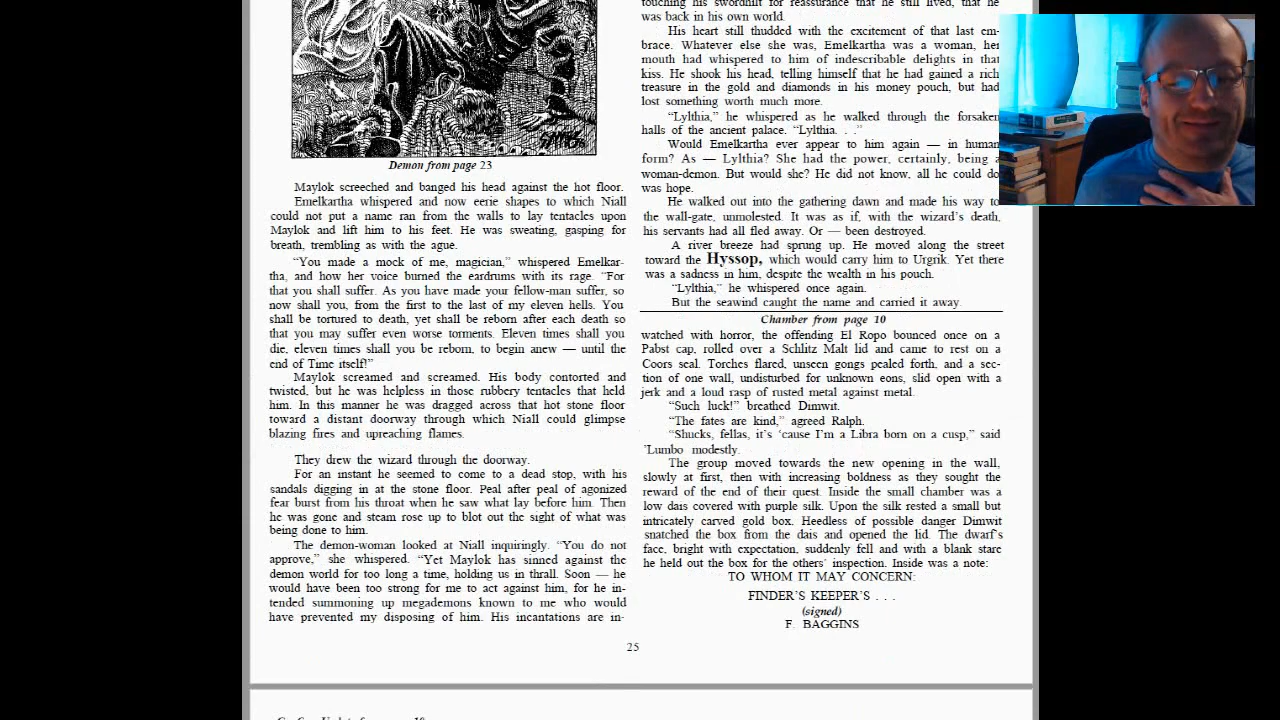 Demon from page 23
Maylok screeched and banged his head against the hot floor.
Emelkartha whispered and now eerie shapes to which Niall
could not put a name ran from the walls to lay tentacles upon
Maylok and lift him to his feet. He was sweating, gasping for
breath, trembling as with the ague.
“You made a mock of me, magician,” whispered Emelkar-
tha, and how her voice burned the eardrums with its rage. “For
that you shall suffer. As you have made your fellow-man suffer, so
now shall you, from the first to the last of my eleven hells. You
shall be tortured to death, yet shall be reborn after each death so
that you may suffer even worse torments. Eleven times shall you
die, eleven times shall you be reborn, to begin anew — until the
end of Time itself!”
Maylok screamed and screamed. His body contorted and
twisted, but he was helpless in those rubbery tentacles that held
him. In this manner he was dragged across that hot stone floor
toward a distant doorway through which Niall could glimpse
blazing fires and upreaching flames.
They drew the wizard through the doorway.
For an instant he seemed to come to a dead stop, with his
sandals digging in at the stone floor. Peal after peal of agonized
fear burst from his throat when he saw what lay before him. Then
he was gone and steam rose up to blot out the sight of what was
being done to him.
The demon-woman looked at Niall inquiringly. “You do not
approve,” she whispered. “Yet Maylok has sinned against the
demon world for too long a time, holding us in thrall. Soon — he
would have been too strong for me to act against him, for he in-
tended summoning up megademons known to me who would
have prevented my disposing of him. His incantations are in-
touching his swordhilt for reassurance that he still lived, that he
was back in his own world.
His heart still thudded with the excitement of that last em-
brace. Whatever else she was, Emelkartha was a woman, her
mouth had whispered to him of indescribable delights in that
kiss. He shook his head, telling himself that he had gained a rich
treasure in the gold and diamonds in his money pouch, but had
lost something worth much more.
“Lylthia,” he whispered as he walked through the forsaken
halls of the ancient palace. “Lylthia. . .”
Would Emelkartha ever appear to him again — in human
form? As — Lylthia? She had the power, certainly, being a
woman-demon. But would she? He did not know, all he could do
was hope.
He walked out into the gathering dawn and made his way to
the wall-gate, unmolested. It was as if, with the wizard's death,
his servants had all fled away. Or — been destroyed.
A river breeze had sprung up. He moved along the street
toward the Hyssop, which would carry him to Urgrik. Yet there
was a sadness in him, despite the wealth in his pouch.
“Lylthia,” he whispered once again.
But the seawind caught the name and carried it away.
Chamber from page 10
watched with horror, the offending El Ropo bounced once on a
Pabst cap, rolled over a Schlitz Malt lid and came to rest on a
Coors seal. Torches flared, unseen gongs pealed forth, and a sec-
tion of one wall, undisturbed for unknown eons, slid open with a
jerk and a loud rasp of rusted metal against metal.
“Such luck!” breathed Dimwit.
“The fates are kind,” agreed Ralph.
“Shucks, fellas, it's ‘cause I'm a Libra born on a cusp,” said
’Lumbo modestly.
The group moved towards the new opening in the wall,
slowly at first, then with increasing boldness as they sought the
reward of the end of their quest. Inside the small chamber was a
low dais covered with purple silk. Upon the silk rested a small but
intricately carved gold box. Heedless of possible danger Dimwit
snatched the box from the dais and opened the lid. The dwarf's
face, bright with expectation, suddenly fell and with a blank stare
he held out the box for the others' inspection. Inside was a note:
TO WHOM IT MAY CONCERN:
FINDER'S KEEPER'S . . .
(signed)
F. BAGGINS
25